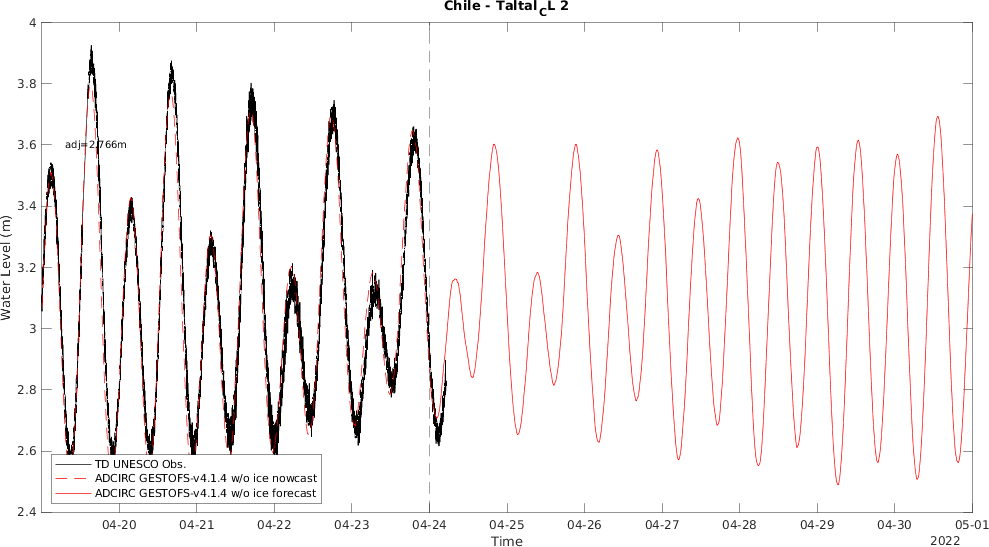 Chile - Taltal_CL 2
4
3.8
3.6
3.4
3.2
3
2.8
2.6
2.4
Water Level (m)
adj=2.766m
TD UNESCO Obs.
ADCIRC GESTOFS-v4.1.4 w/o ice nowcast
ADCIRC GESTOFS-v4.1.4 w/o ice forecast
04-20 04-21 04-22 04-23 04-24 04-25 04-26 04-27 04-28 04-29 04-30 05-01
Time
2022